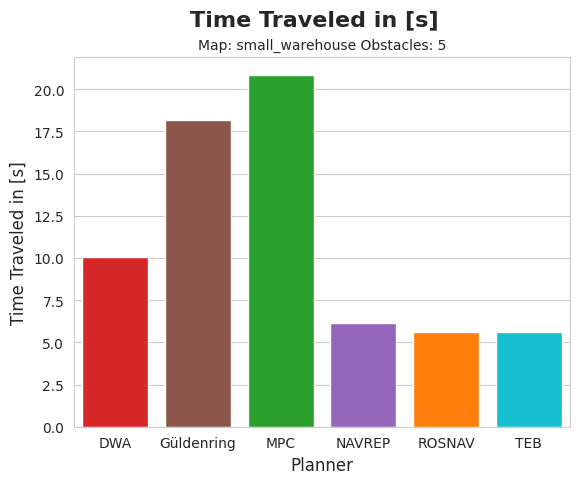 Time Traveled in [s]
Map: small_warehouse Obstacles: 5
Time Traveled in [s]
20.0
17.5
15.0
12.5
10.0
7.5
5.0
2.5
0.0
DWA Güldenring MPC NAVREP ROSNAV TEB
Planner